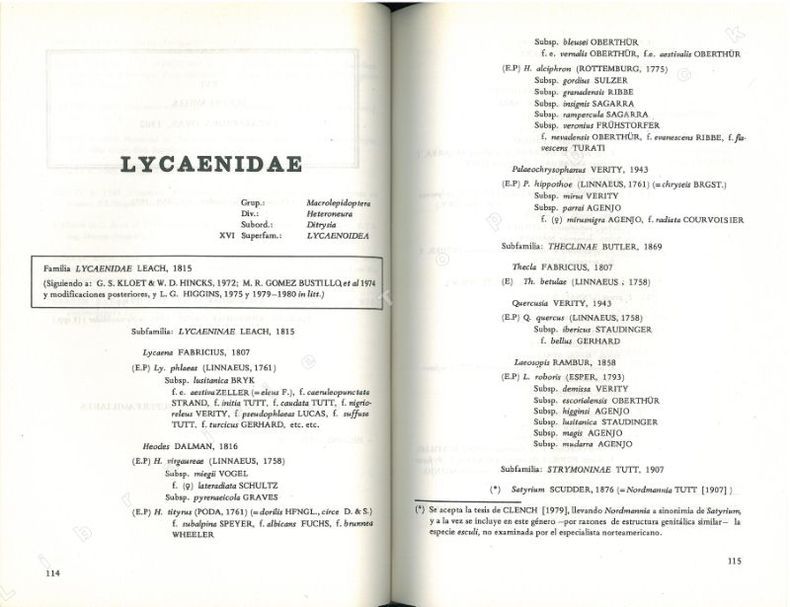 LYCAENIDAE
Grup.: Macrolepidoptera
Div.: Heteroneura
Subord.: Ditrysia
XVI Superfam.: LYCAENOIDEA
Familia LYCAENIDAE LEACH, 1815
(Siguiendo a: G. S. KLOET & W. D. HINCKS, 1972; M. R. GOMEZ BUSTILLO, et al 1974
y modificaciones posteriores, y L. G. HIGGINS, 1975 y 1979–1980 in litt.)
Subfamilia: LYCAENINAE LEACH, 1815
Lycaena FABRICIUS, 1807
(E.P) Ly. phlaeas (LINNAEUS, 1761)
Subsp. lusitanica BRYK
f. e. aestiva ZELLER (=eleus F.), f. caeruleopunctata
STRAND, f. initia TUTT, f. caudata TUTT, f. nigrio-
releus VERITY, f. pseudophlaeas LUCAS, f. suffusa
TUTT, f. turcicus GERHARD, etc. etc.
Heodes DALMAN, 1816
(E.P) H. virgaureae (LINNAEUS, 1758)
Subsp. miegii VOGEL
f. (♀) lateradiata SCHULTZ
Subsp. pyrenaeicola GRAVES
(E.P) H. tityrus (PODA, 1761) (=dorilis HFNGL., circe D. & S.)
f. subalpina SPEYER, f. albicans FUCHS, f. brunnea
WHEELER
114
Subsp. bleusei OBERTHÜR
f. e. vernalis OBERTHÜR, f.e. aestivalis OBERTHÜR
(E.P) H. alciphron (ROTTEMBURG, 1775)
Subsp. gordius SULZER
Subsp. granadensis RIBBE
Subsp. insignis SAGARRA
Subsp. rampercula SAGARRA
Subsp. veronius FRÜHSTORFER
f. nevadensis OBERTHÜR, f. evanescens RIBBE, f. fla-
vescens TURATI
Palaeochrysophanus VERITY, 1943
(E.P) P. hippothoe (LINNAEUS, 1761) (=chryseis BRGST.)
Subsp. mirus VERITY
Subsp. parrai AGENJO
f. (♀) mirusnigra AGENJO, f. radiata COURVOISIER
Subfamilia: THECLINAE BUTLER, 1869
Thecla FABRICIUS, 1807
(E) Th. betulae (LINNAEUS, 1758)
Quercusia VERITY, 1943
(E.P) Q. quercus (LINNAEUS, 1758)
Subsp. ibericus STAUDINGER
f. bellus GERHARD
Laeosopis RAMBUR, 1858
(E.P) L. roboris (ESPER, 1793)
Subsp. demissa VERITY
Subsp. escorialensis OBERTHÜR
Subsp. higginsi AGENJO
Subsp. lusitanica STAUDINGER
Subsp. magis AGENJO
Subsp. mudarra AGENJO
Subfamilia: STRYMONINAE TUTT, 1907
(*) Satyrium SCUDDER, 1876 (=Nordmannia TUTT [1907])
(*) Se acepta la tesis de CLENCH [1979], llevando Nordmannia a sinonimia de Satyrium,
y a la vez se incluye en este género –por razones de estructura genitálica similar– la
especie esculi, no examinada por el especialista norteamericano.
115